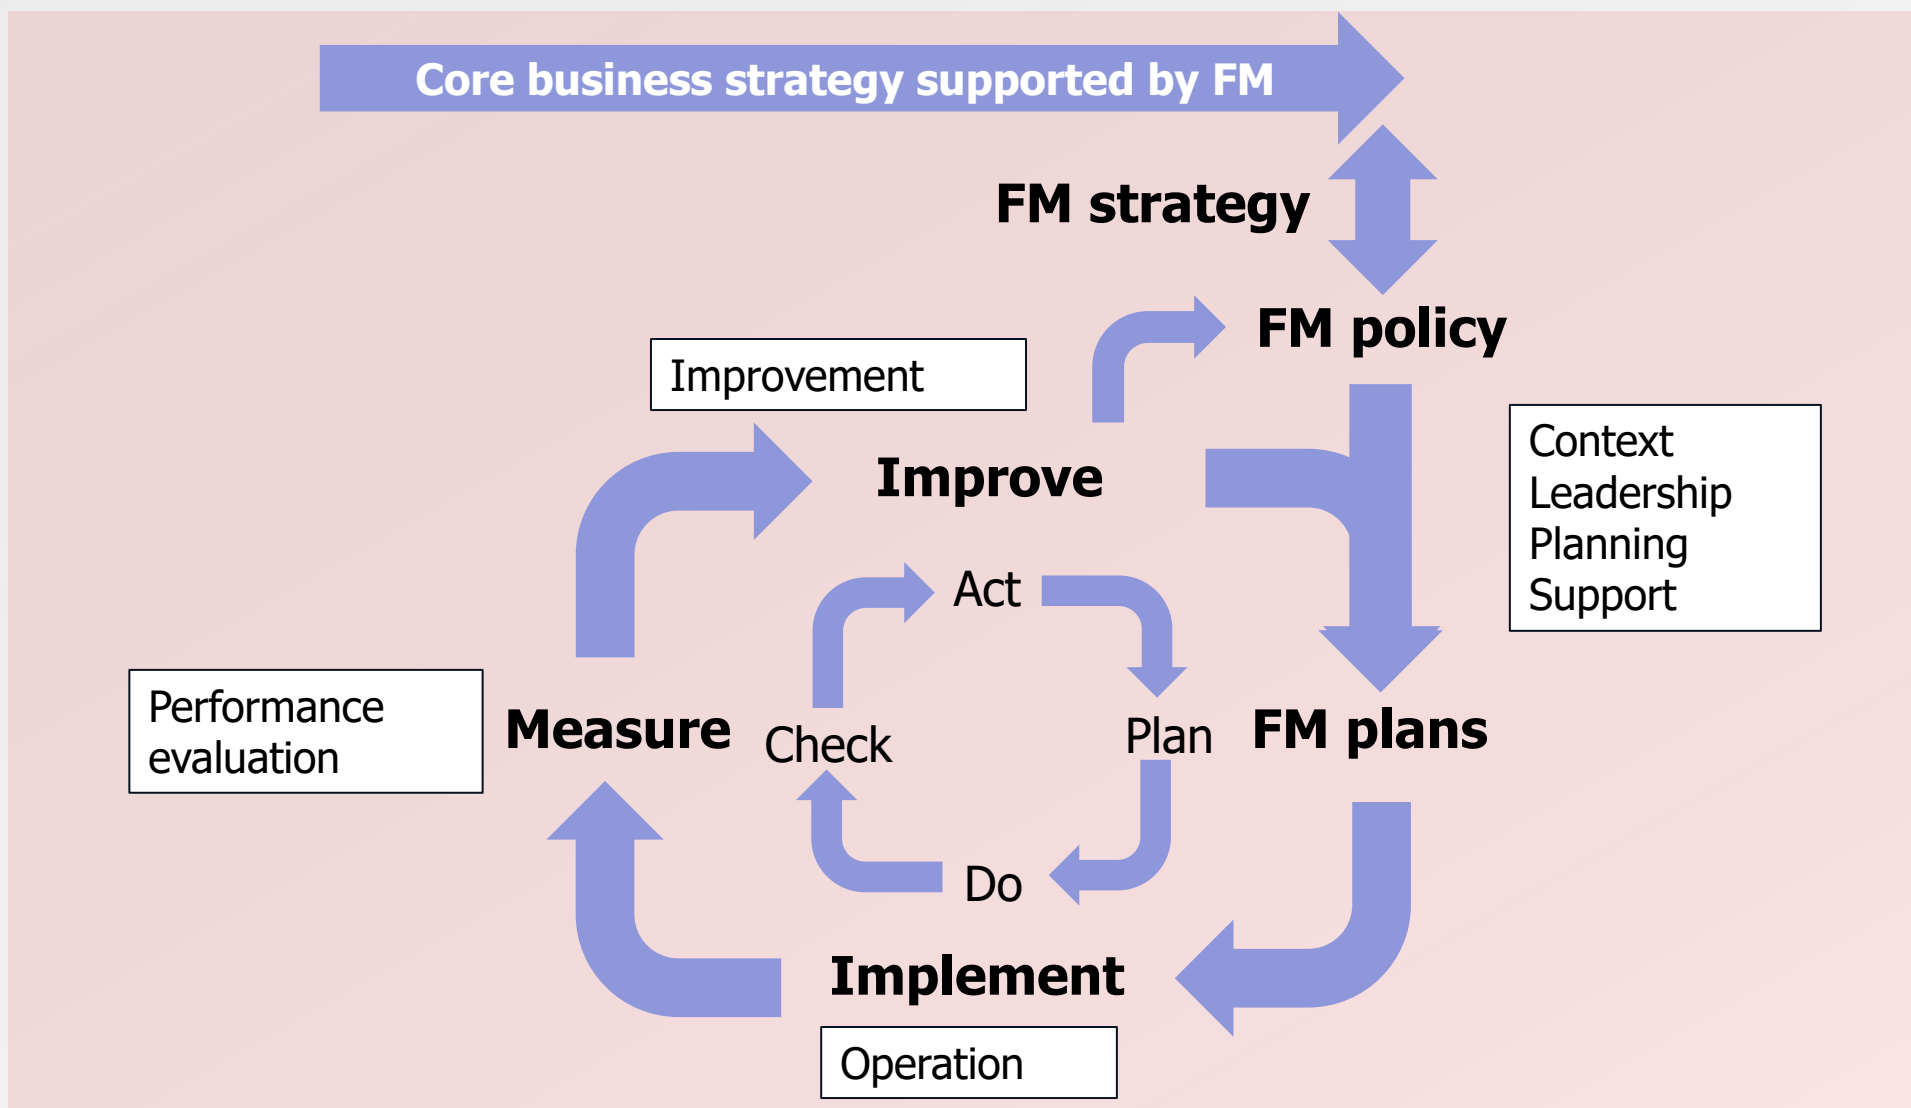 Core business strategy supported by FM
FM strategy
FM policy
Improvement
Improve
Context
Leadership
Planning
Support
Act
Performance
evaluation
Measure
Check
Plan
FM plans
Do
Implement
Operation